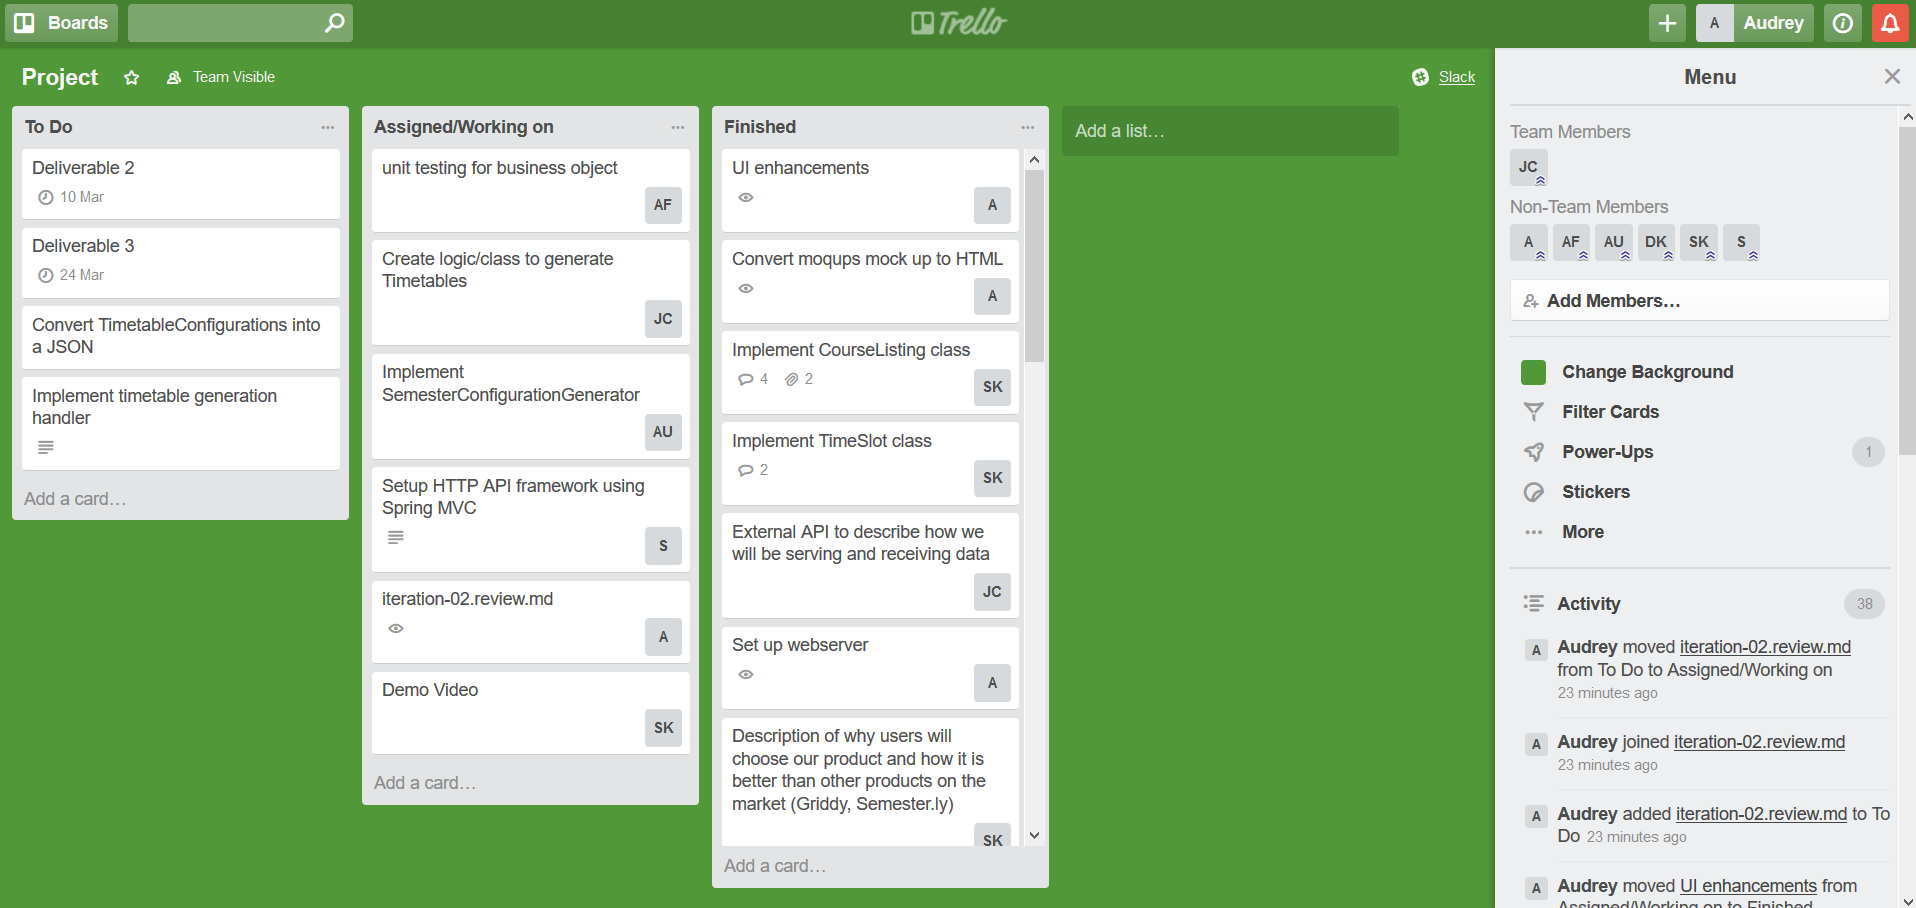 Boards
Trello
A Audrey
Project Team Visible
Slack
To Do
Deliverable 2
10 Mar
Deliverable 3
24 Mar
Convert TimetableConfigurations into
a JSON
Implement timetable generation
handler
Add a card…
Assigned/Working on
unit testing for business object
AF
Create logic/class to generate
Timetables
JC
Implement
SemesterConfigurationGenerator
AU
Setup HTTP API framework using
Spring MVC
S
iteration-02.review.md
A
Demo Video
SK
Add a card…
Finished
UI enhancements
A
Convert moqups mock up to HTML
A
Implement CourseListing class
4 2
SK
Implement TimeSlot class
2
SK
External API to describe how we
will be serving and receiving data
JC
Set up webserver
A
Description of why users will
choose our product and how it is
better than other products on the
market (Griddy, Semester.ly)
SK
Add a card…
Add a list…
Menu
Team Members
JC
Non-Team Members
A AF AU DK SK S
Add Members…
Change Background
Filter Cards
Power-Ups 1
Stickers
More
Activity 38
A Audrey moved iteration-02.review.md
from To Do to Assigned/Working on
23 minutes ago
A Audrey joined iteration-02.review.md
23 minutes ago
A Audrey added iteration-02.review.md to To
Do 23 minutes ago
A Audrey moved UI enhancements from
Assigned/Working on to Finished